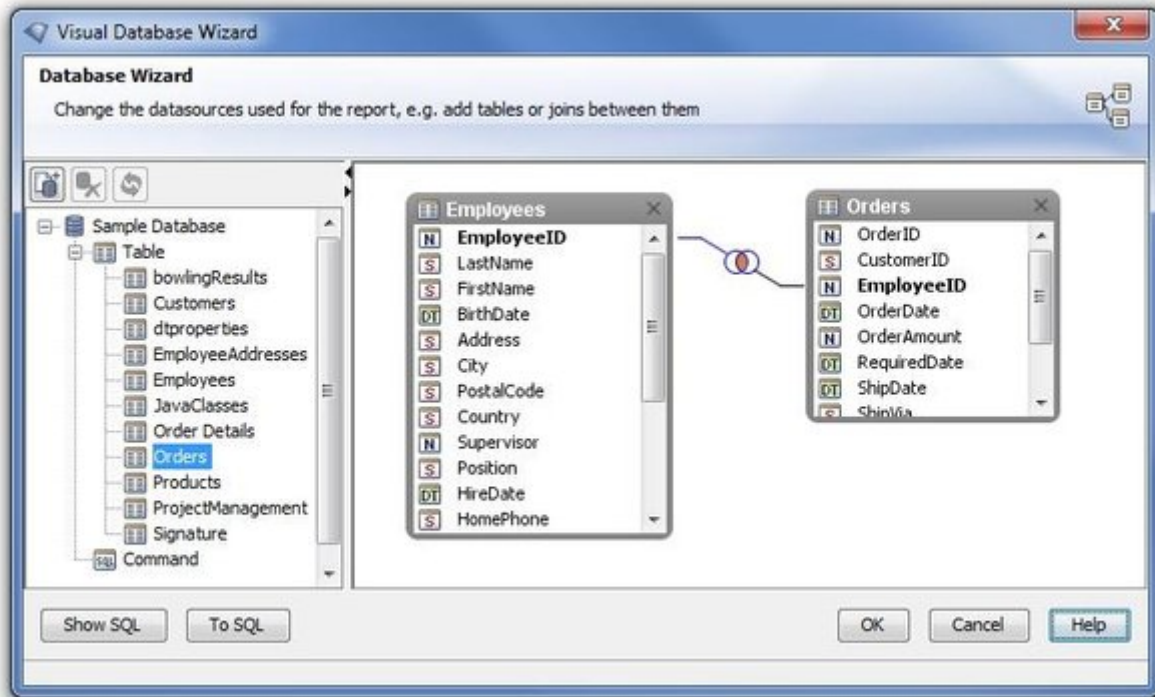 Visual Database Wizard
Database Wizard
Change the datasources used for the report, e.g. add tables or joins between them
Sample Database
Table
bowlingResults
Customers
dtproperties
EmployeeAddresses
Employees
JavaClasses
Order Details
Orders
Products
ProjectManagement
Signature
SQL Command
Employees
N EmployeeID
S LastName
S FirstName
DT BirthDate
S Address
S City
S PostalCode
S Country
N Supervisor
S Position
DT HireDate
S HomePhone
Orders
N OrderID
S CustomerID
N EmployeeID
DT OrderDate
N OrderAmount
DT RequiredDate
DT ShipDate
S ShipVia
Show SQL
To SQL
OK
Cancel
Help